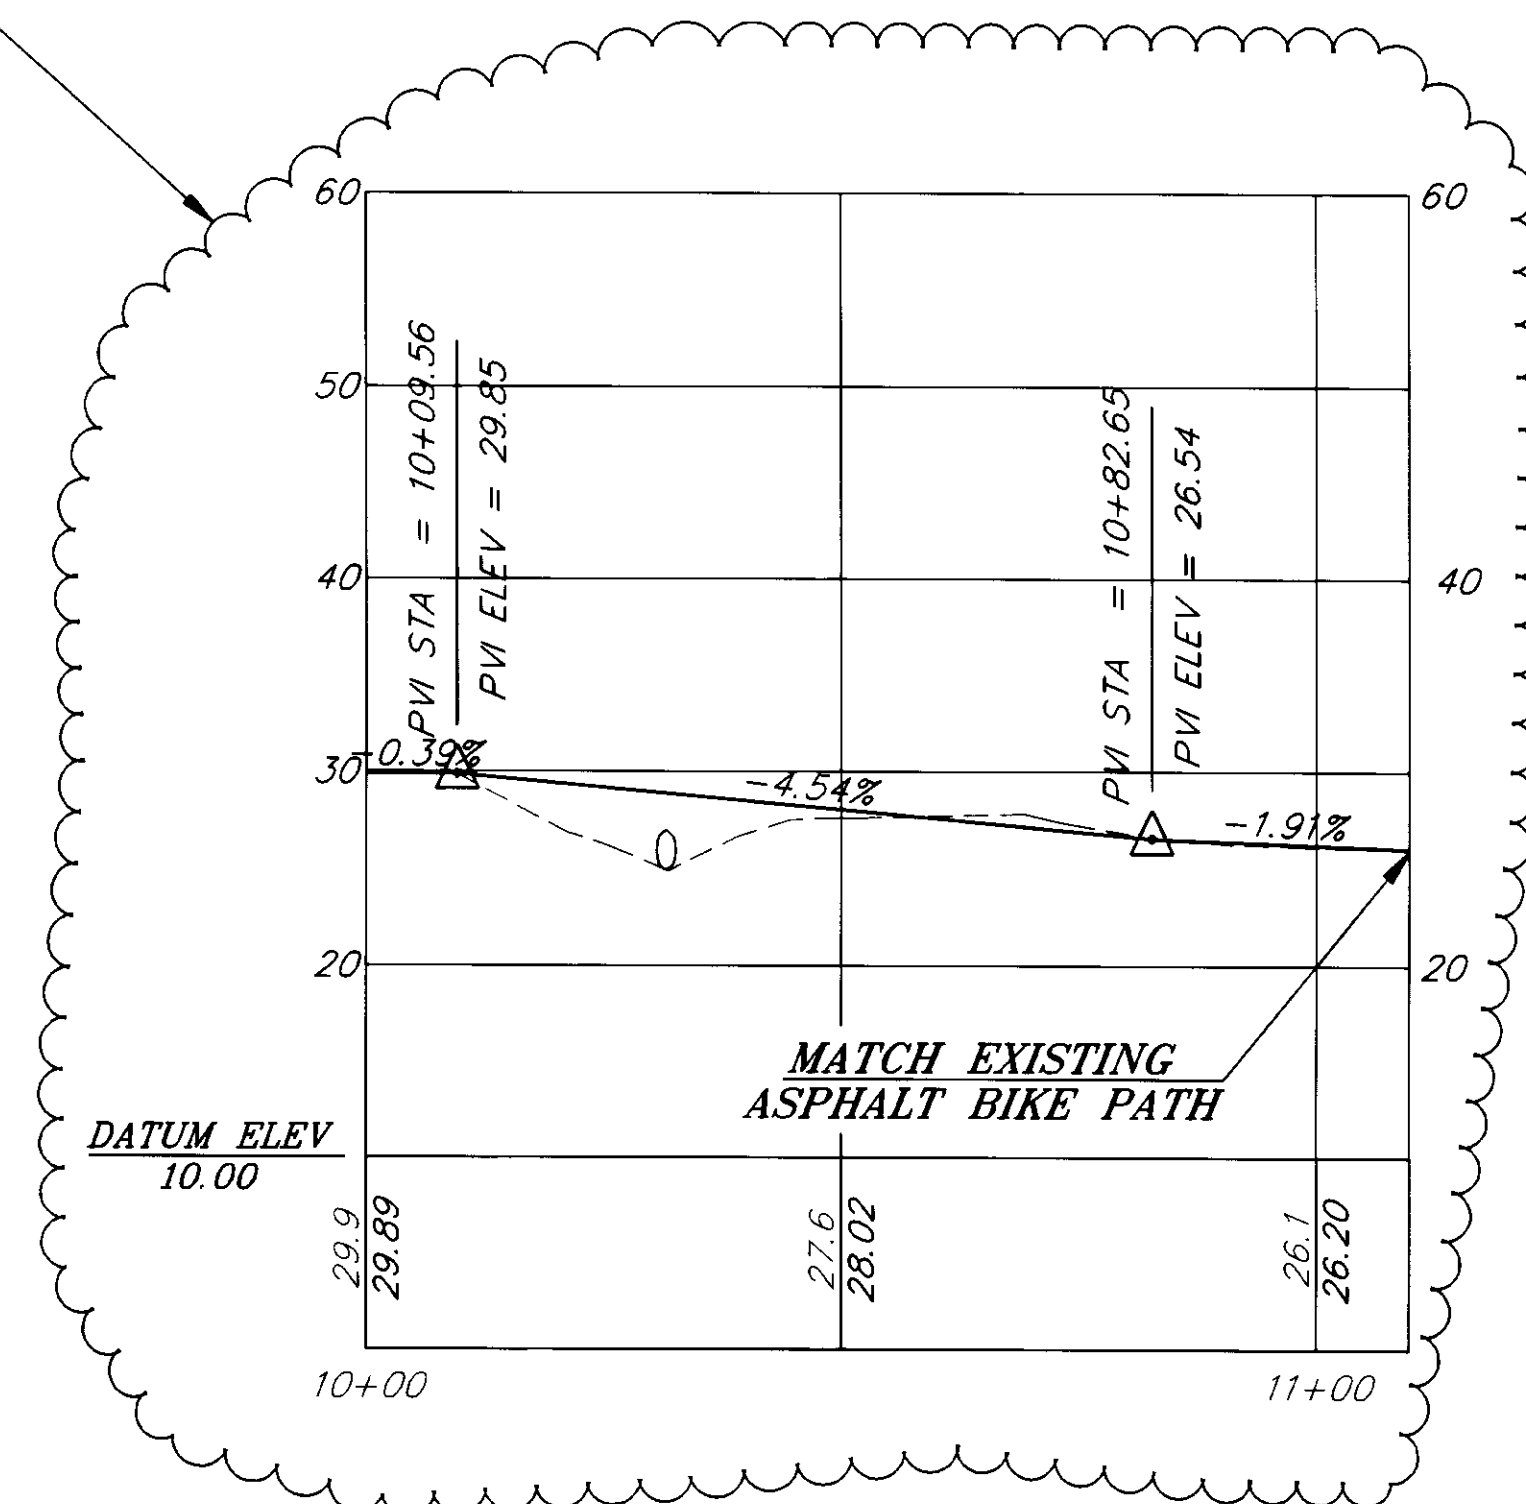 60
60
50
40
40
30
20
20
PVI STA = 10+09.56
PVI ELEV = 29.85
PVI STA = 10+82.65
PVI ELEV = 26.54
-0.39%
-4.54%
-1.91%
MATCH EXISTING
ASPHALT BIKE PATH
DATUM ELEV
10.00
29.9
29.89
27.6
28.02
26.1
26.20
10+00
11+00